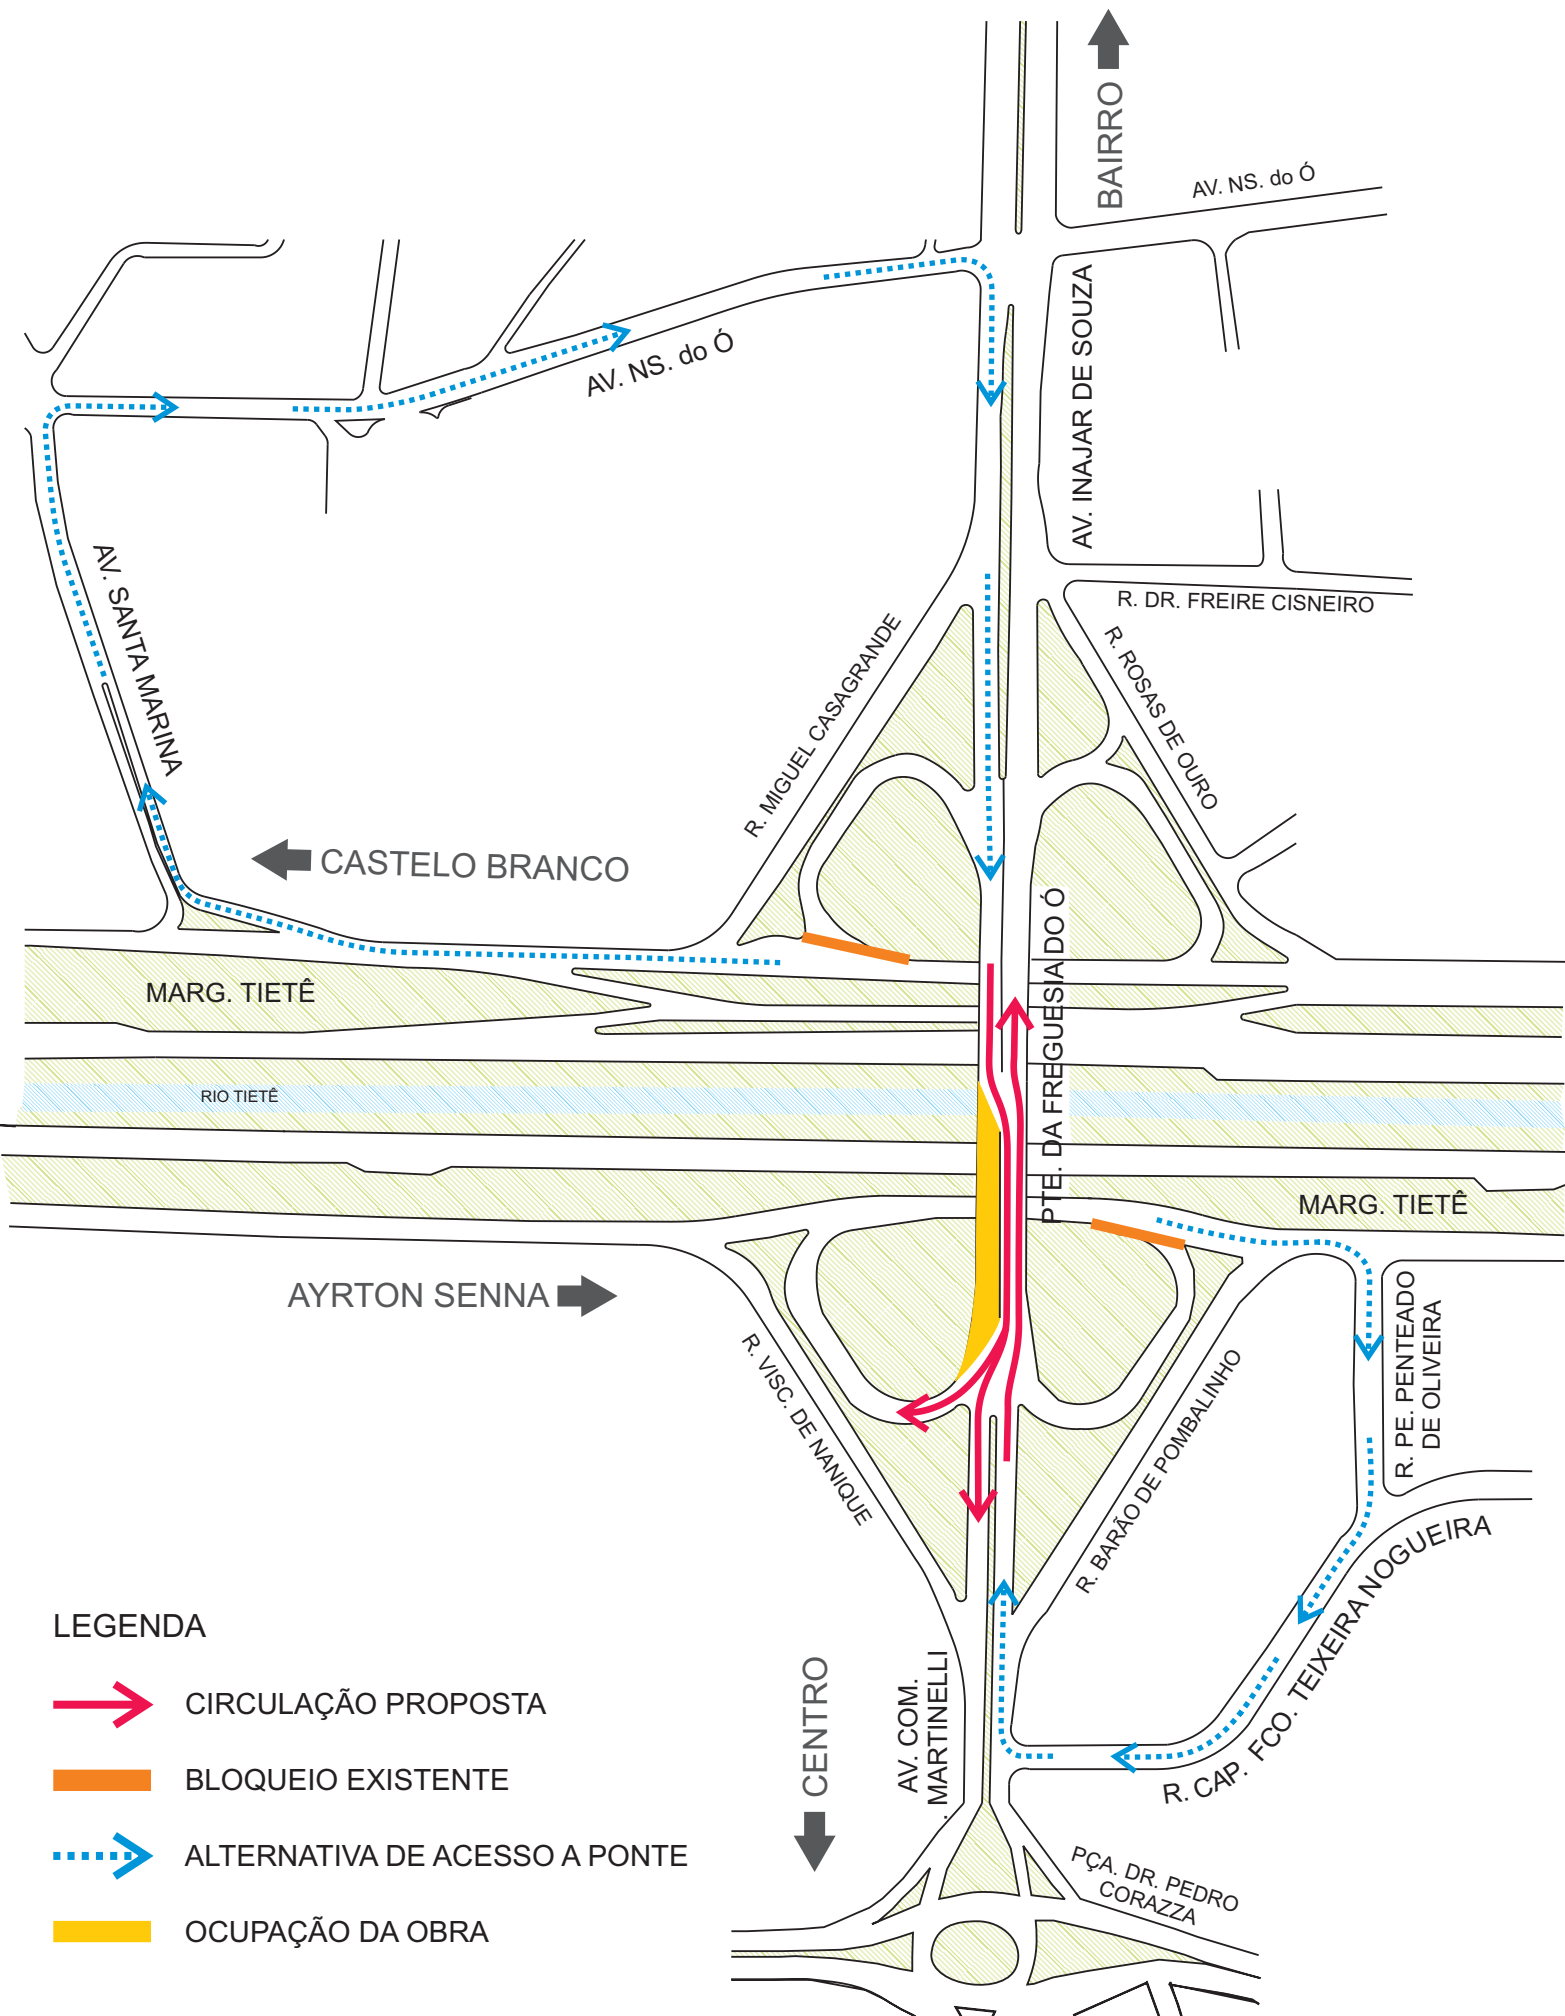 BAIRRO
AV. NS. do Ó
AV. INAJAR DE SOUZA
AV. NS. do Ó
R. DR. FREIRE CISNEIRO
AV. SANTA MARINA
R. MIGUEL CASAGRANDE
R. ROSAS DE OURO
CASTELO BRANCO
PTE. DA FREGUESIA DO Ó
MARG. TIETÊ
RIO TIETÊ
MARG. TIETÊ
AYRTON SENNA
R. VISC. DE NANIQUE
R. BARÃO DE POMBALINHO
R. PE. PENTEADO
DE OLIVEIRA
R. CAP. FCO. TEIXEIRA NOGUEIRA
AV. COM.
. MARTINELLI
CENTRO
PÇA. DR. PEDRO
CORAZZA
LEGENDA
CIRCULAÇÃO PROPOSTA
BLOQUEIO EXISTENTE
ALTERNATIVA DE ACESSO A PONTE
OCUPAÇÃO DA OBRA